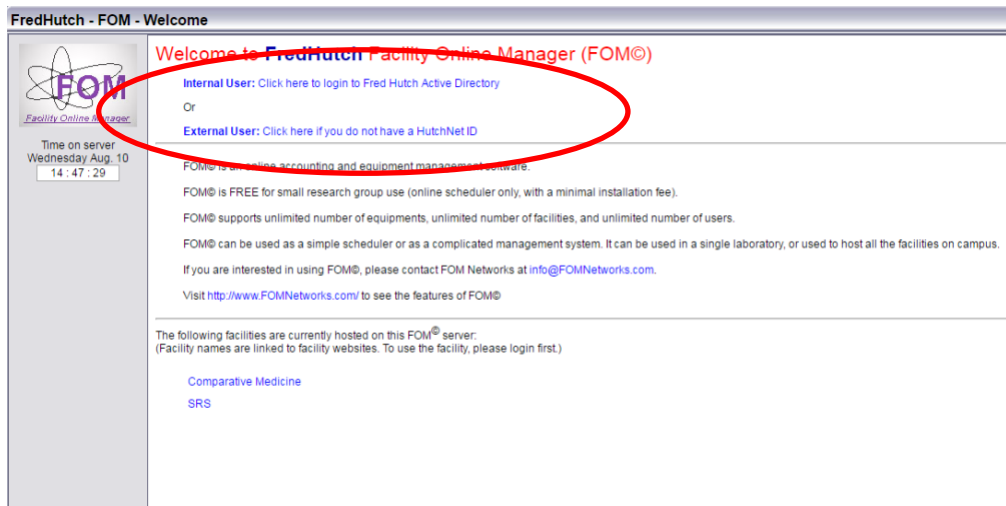 FredHutch - FOM - Welcome
FOM
Facility Online Manager
Time on server
Wednesday Aug. 10
14 : 47 : 29
Welcome to FredHutch Facility Online Manager (FOM©)
Internal User: Click here to login to Fred Hutch Active Directory
Or
External User: Click here if you do not have a HutchNet ID
FOM© is an online accounting and equipment management software.
FOM© is FREE for small research group use (online scheduler only, with a minimal installation fee).
FOM© supports unlimited number of equipments, unlimited number of facilities, and unlimited number of users.
FOM© can be used as a simple scheduler or as a complicated management system. It can be used in a single laboratory, or used to host all the facilities on campus.
If you are interested in using FOM©, please contact FOM Networks at info@FOMNetworks.com.
Visit http://www.FOMNetworks.com/ to see the features of FOM©
The following facilities are currently hosted on this FOM© server:
(Facility names are linked to facility websites. To use the facility, please login first.)
Comparative Medicine
SRS